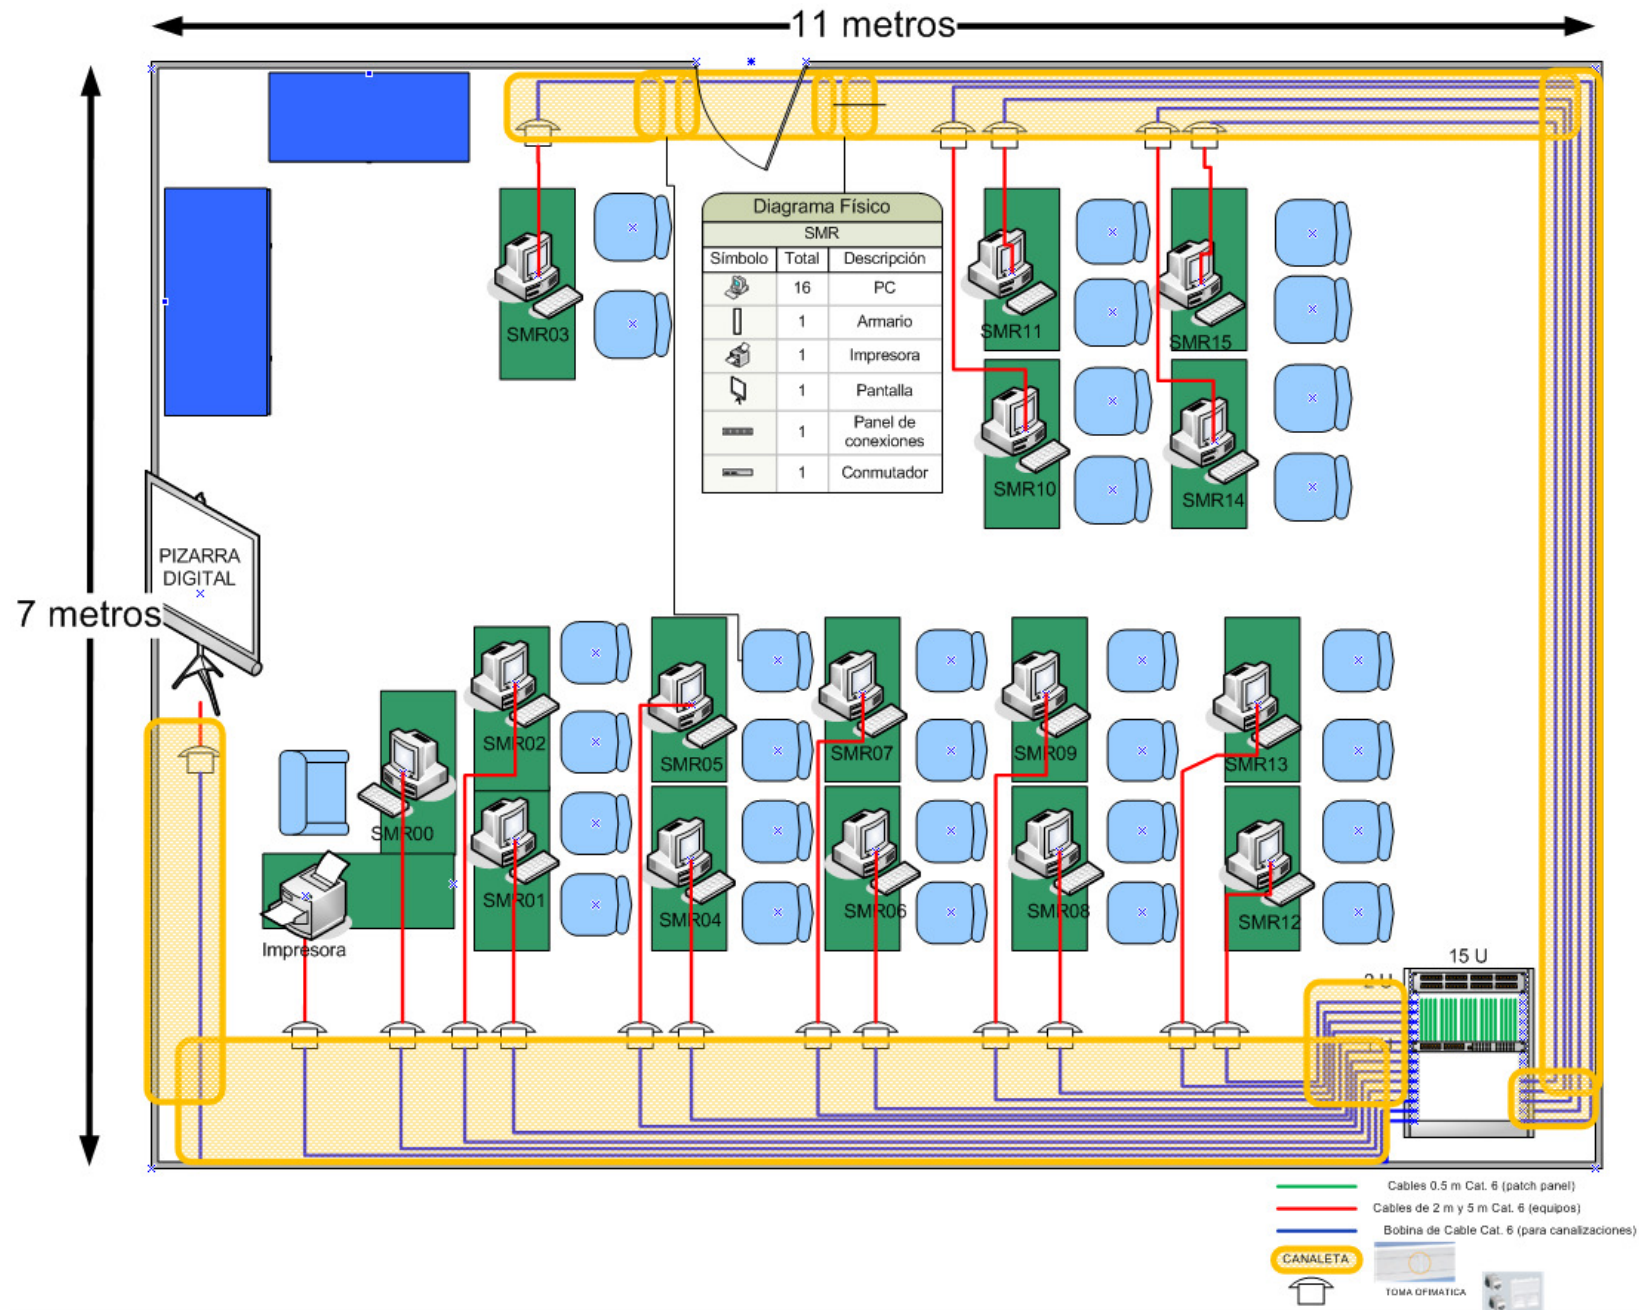 11 metros
7 metros
Diagrama Físico
SMR
Símbolo Total Descripción
16 PC
1 Armario
1 Impresora
1 Pantalla
1 Panel de
conexiones
1 Conmutador
SMR03
SMR11
SMR15
SMR10
SMR14
PIZARRA
DIGITAL
SMR02
SMR05
SMR07
SMR09
SMR13
SMR00
SMR01
SMR04
SMR06
SMR08
SMR12
Impresora
15 U
2 U
Cables 0.5 m Cat. 6 (patch panel)
Cables de 2 m y 5 m Cat. 6 (equipos)
Bobina de Cable Cat. 6 (para canalizaciones)
CANALETA
TOMA OFIMATICA